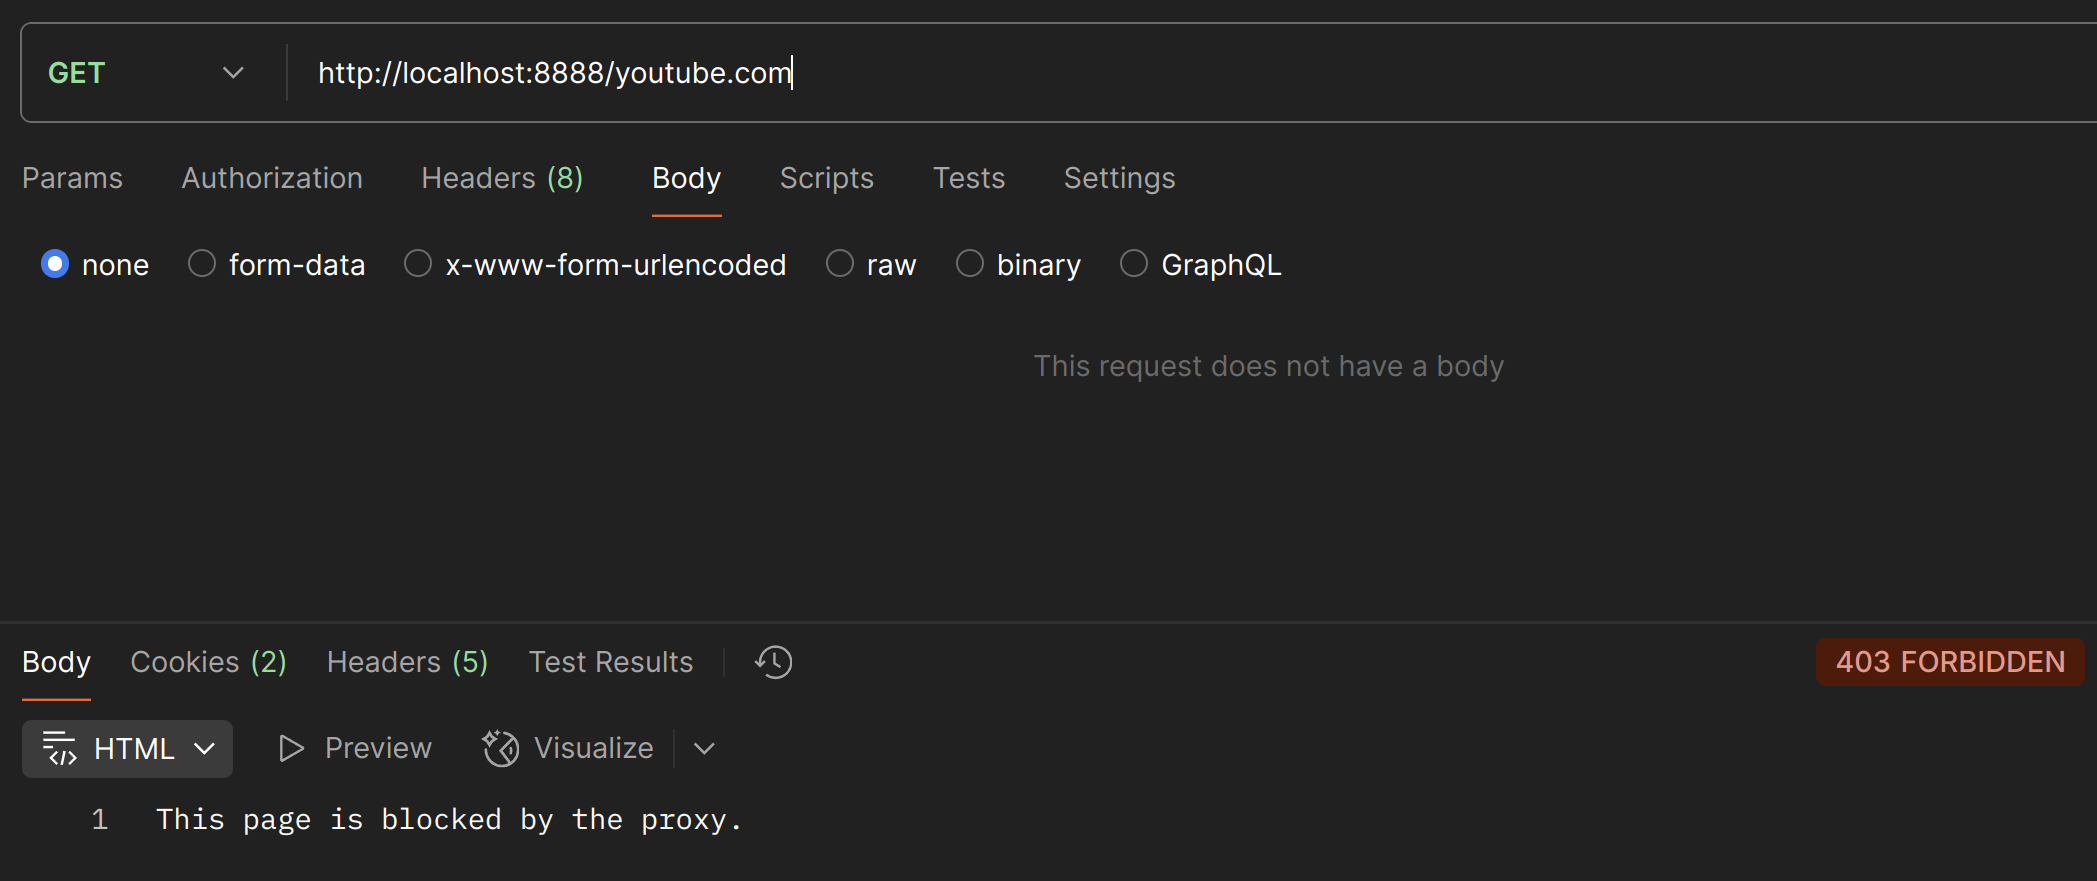 GET http://localhost:8888/youtube.com
Params Authorization Headers (8) Body Scripts Tests Settings
none form-data x-www-form-urlencoded raw binary GraphQL
This request does not have a body
Body Cookies (2) Headers (5) Test Results 403 FORBIDDEN
HTML Preview Visualize
1 This page is blocked by the proxy.